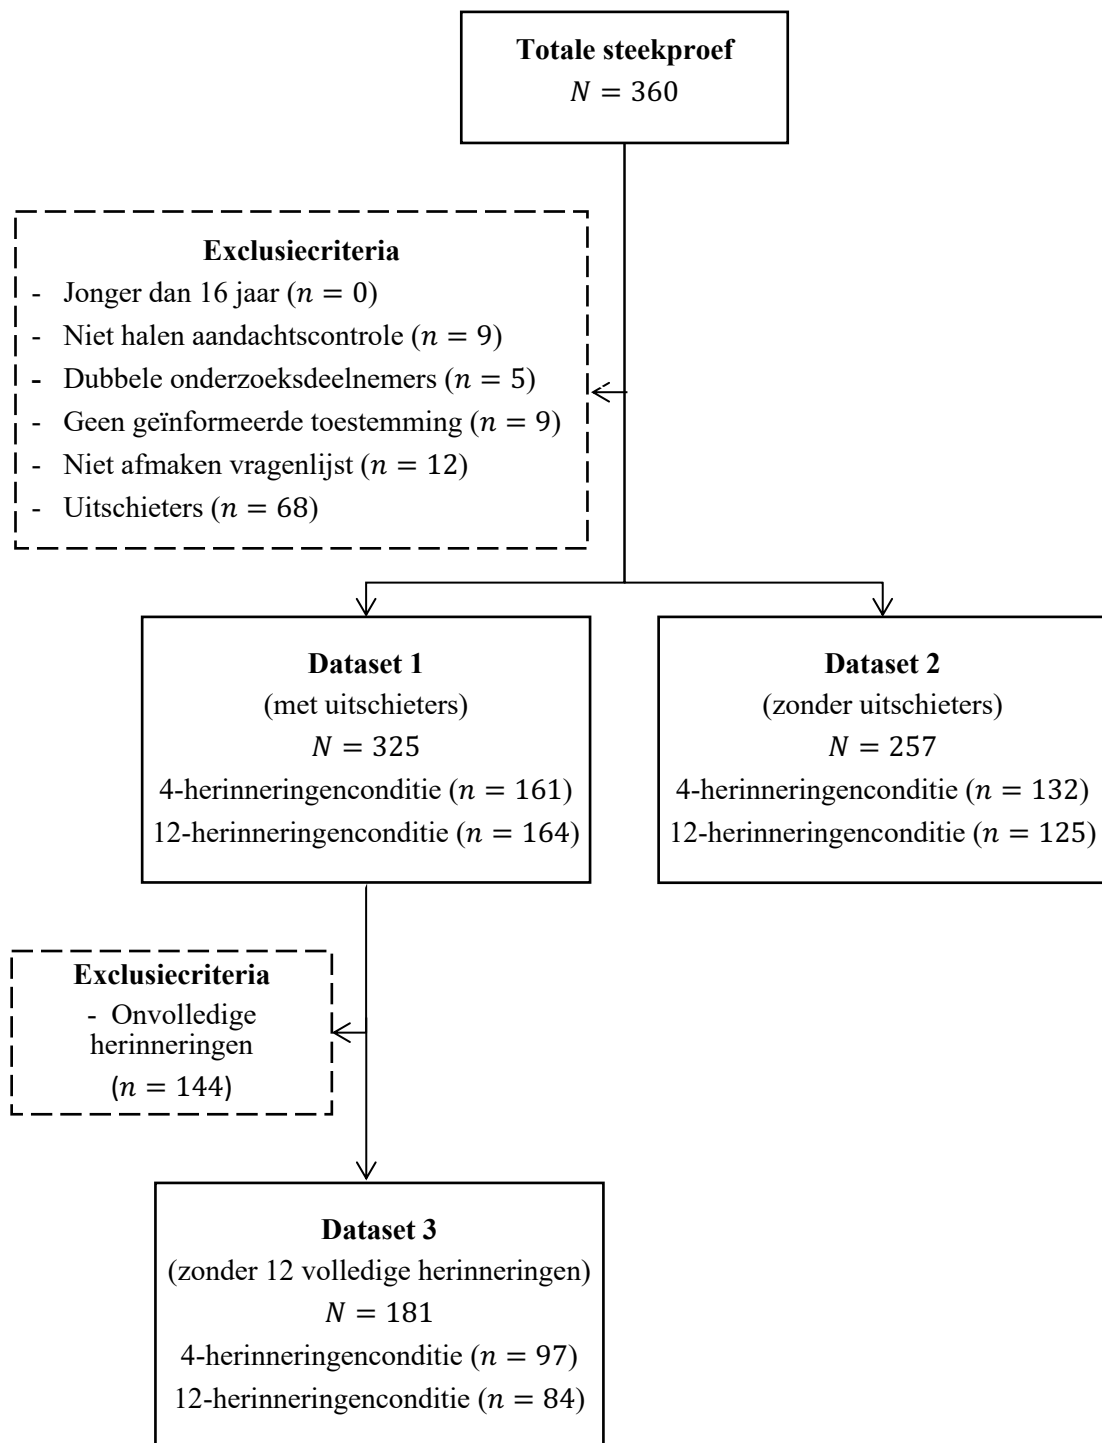 Totale steekproef
N = 360
Exclusiecriteria
- Jonger dan 16 jaar (n = 0)
- Niet halen aandachtscontrole (n = 9)
- Dubbele onderzoeksdeelnemers (n = 5)
- Geen geïnformeerde toestemming (n = 9)
- Niet afmaken vragenlijst (n = 12)
- Uitschieters (n = 68)
Dataset 1
(met uitschieters)
N = 325
4-herinneringenconditie (n = 161)
12-herinneringenconditie (n = 164)
Dataset 2
(zonder uitschieters)
N = 257
4-herinneringenconditie (n = 132)
12-herinneringenconditie (n = 125)
Exclusiecriteria
- Onvolledige
herinneringen
(n = 144)
Dataset 3
(zonder 12 volledige herinneringen)
N = 181
4-herinneringenconditie (n = 97)
12-herinneringenconditie (n = 84)